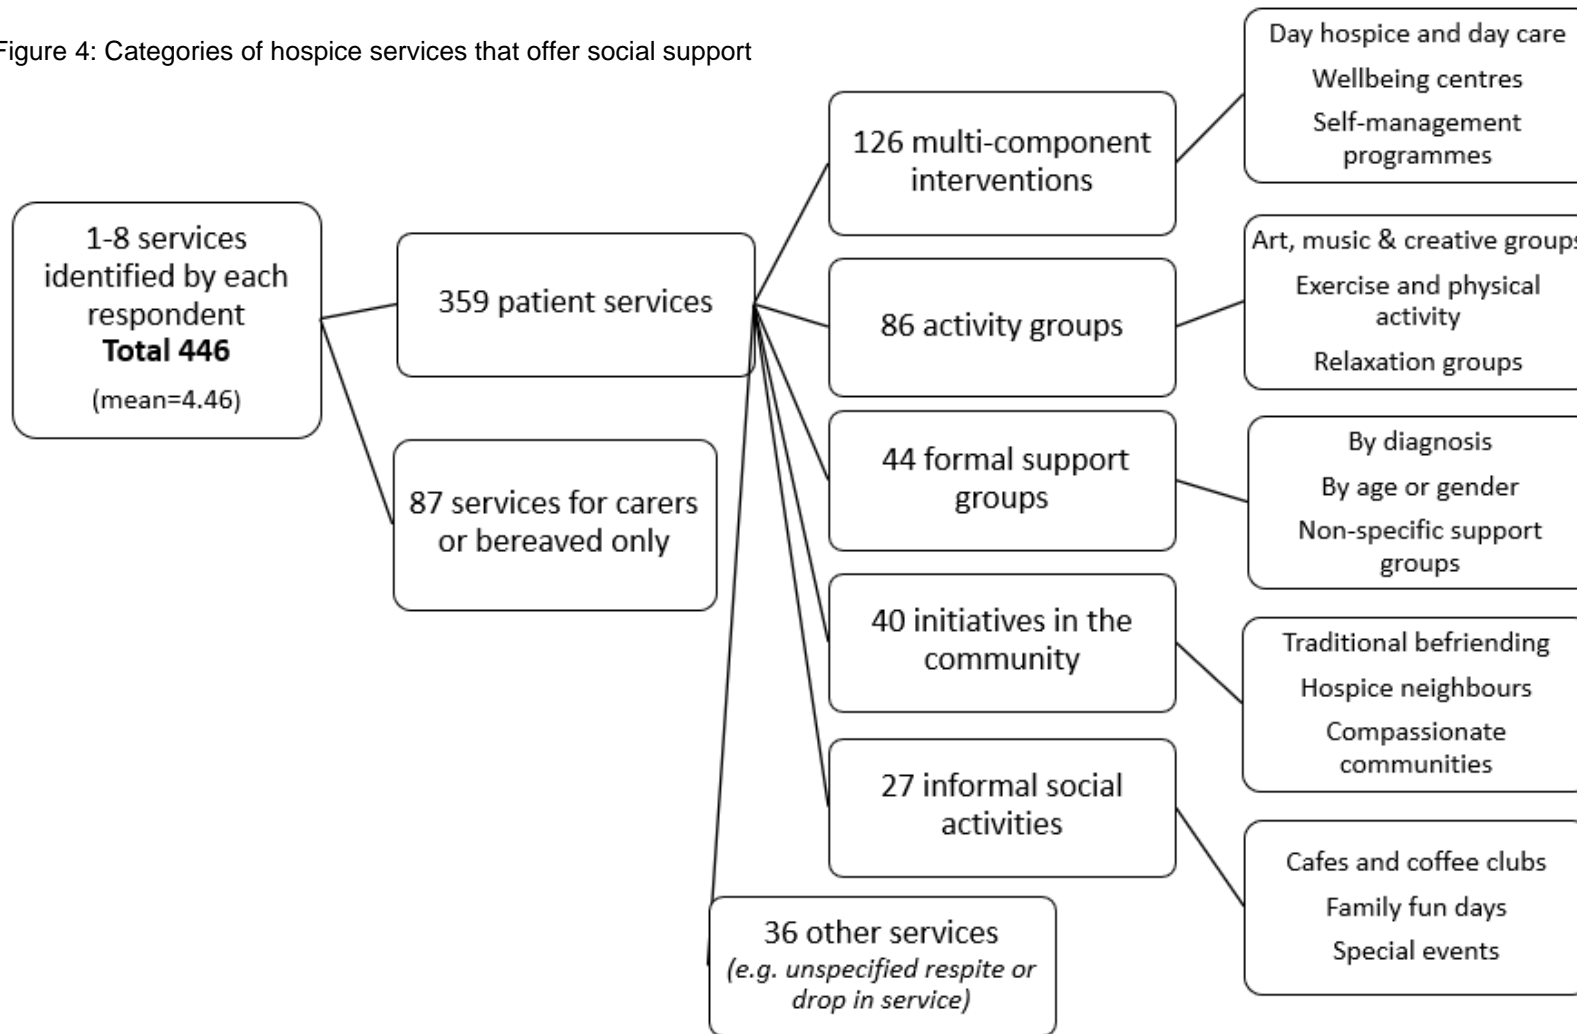 Figure 4: Categories of hospice services that offer social support
1-8 services
identified by each
respondent
Total 446
(mean=4.46)
359 patient services
87 services for carers
or bereaved only
126 multi-component
interventions
86 activity groups
44 formal support
groups
40 initiatives in the
community
27 informal social
activities
36 other services
(e.g. unspecified respite or
drop in service)
Day hospice and day care
Wellbeing centres
Self-management
programmes
Art, music & creative groups
Exercise and physical
activity
Relaxation groups
By diagnosis
By age or gender
Non-specific support
groups
Traditional befriending
Hospice neighbours
Compassionate
communities
Cafes and coffee clubs
Family fun days
Special events